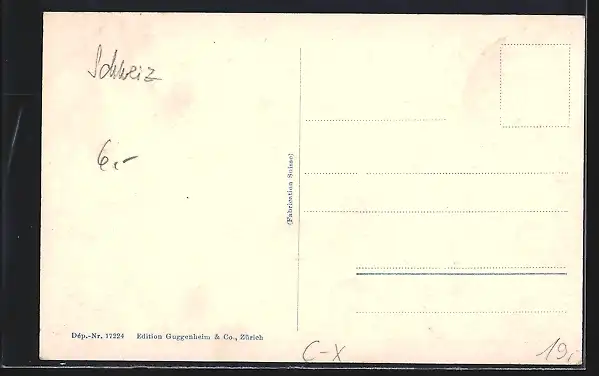 Schweiz
6.-
(Fabrication Suisse)
Dép.-Nr. 17224 Edition Guggenheim & Co., Zürich
C-X
19,-